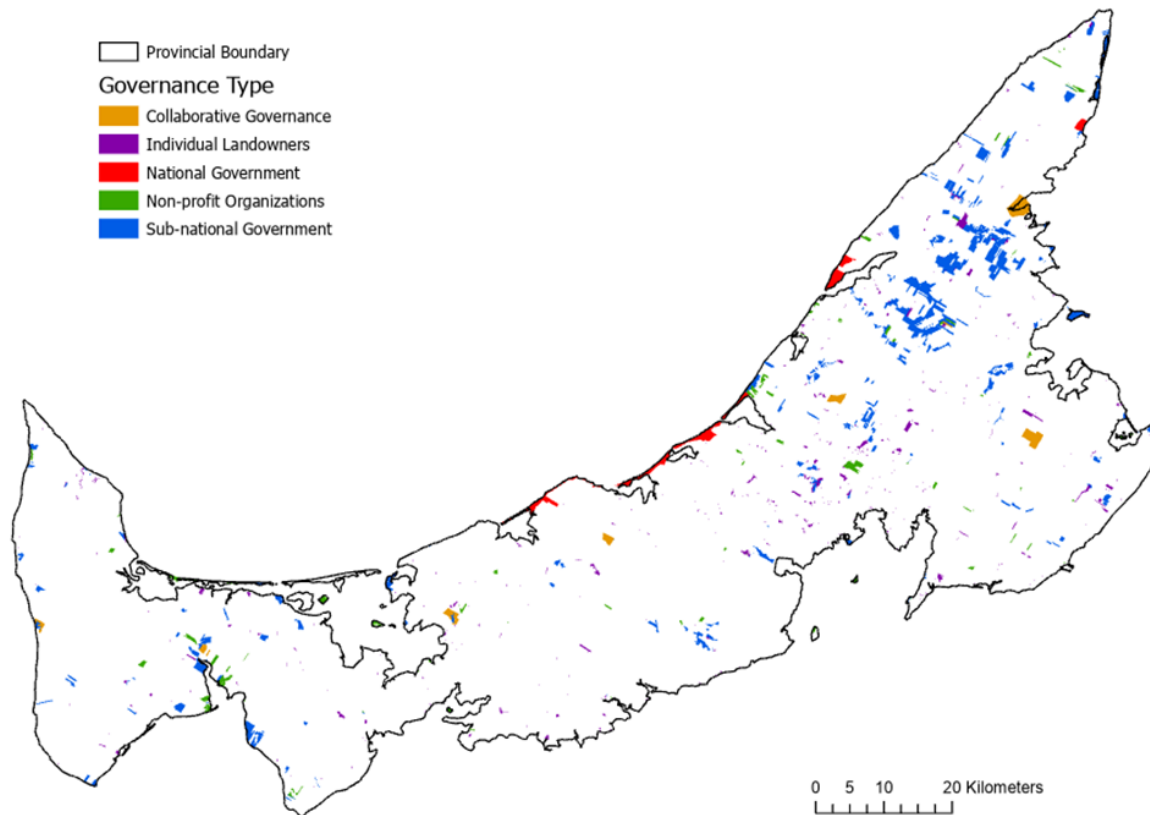 Provincial Boundary
Governance Type
Collaborative Governance
Individual Landowners
National Government
Non-profit Organizations
Sub-national Government
0 5 10 20 Kilometers